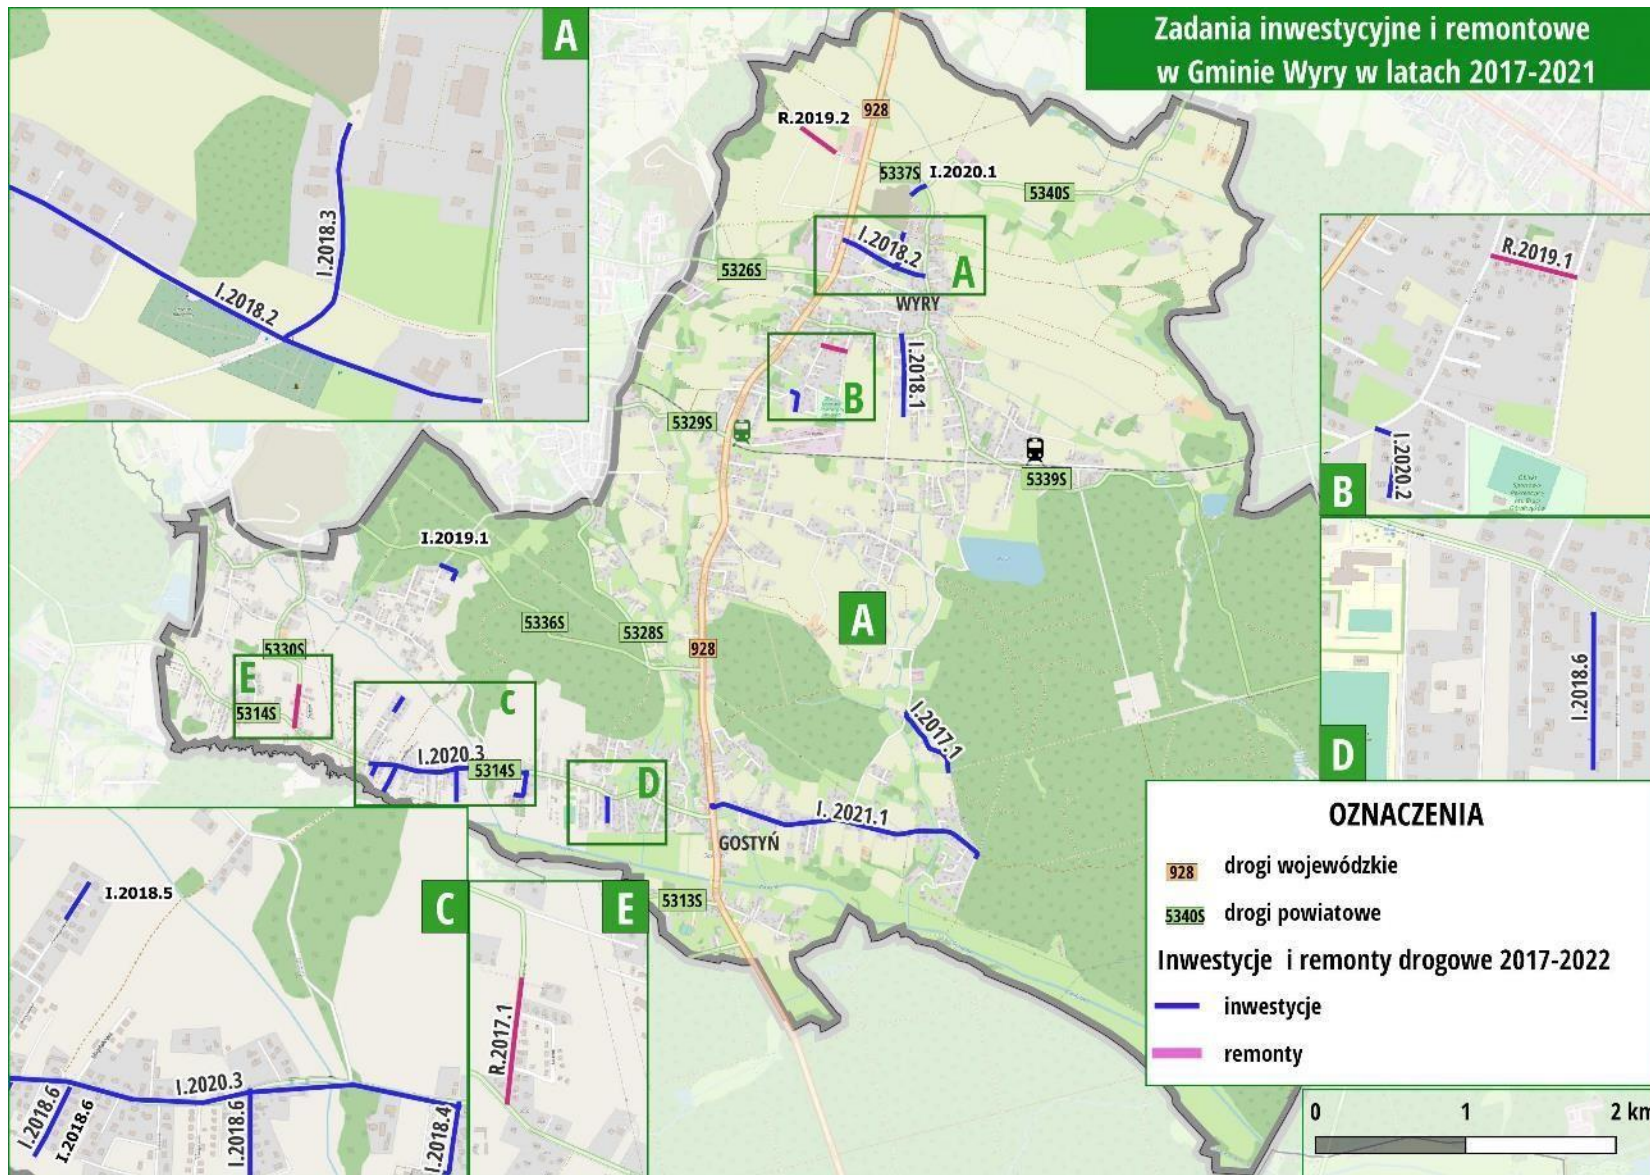 Zadania inwestycyjne i remontowe
w Gminie Wyry w latach 2017-2021
A
I.2018.3
I.2018.2
928
R.2019.2
5337S
I.2020.1
5340S
I.2018.2
A
5326S
WYRY
B
I.2018.1
5329S
5339S
R.2019.1
I.2020.2
B
I.2019.1
5336S
5328S
A
928
5330S
E
5314S
C
I.2020.3
5314S
D
I.2017.1
I. 2021.1
GOSTYŃ
5313S
I.2018.6
D
OZNACZENIA
928 drogi wojewódzkie
5340S drogi powiatowe
Inwestycje i remonty drogowe 2017-2022
inwestycje
remonty
0 1 2 km
I.2018.5
C
I.2020.3
I.2018.6
I.2018.6
I.2018.6
I.2018.4
E
R.2017.1